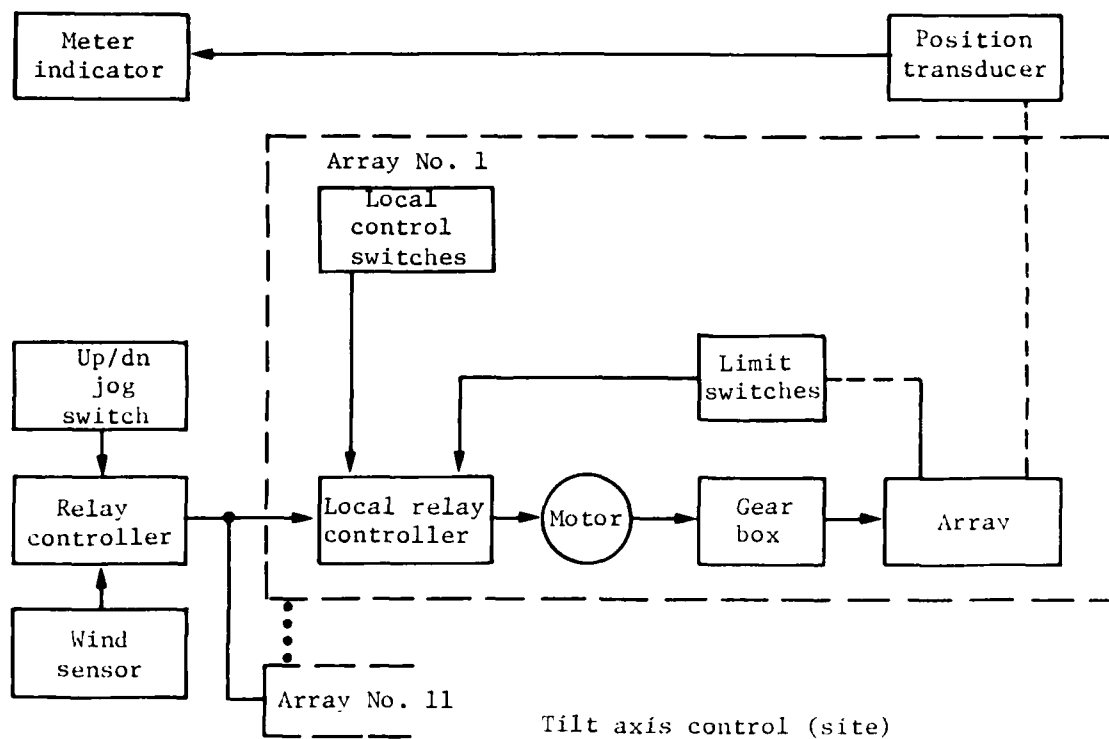 Meter
indicator
Position
transducer
Array No. 1
Local
control
switches
Up/dn
jog
switch
Limit
switches
Relay
controller
Local relay
controller
Motor
Gear
box
Array
Wind
sensor
Array No. 11
Tilt axis control (site)